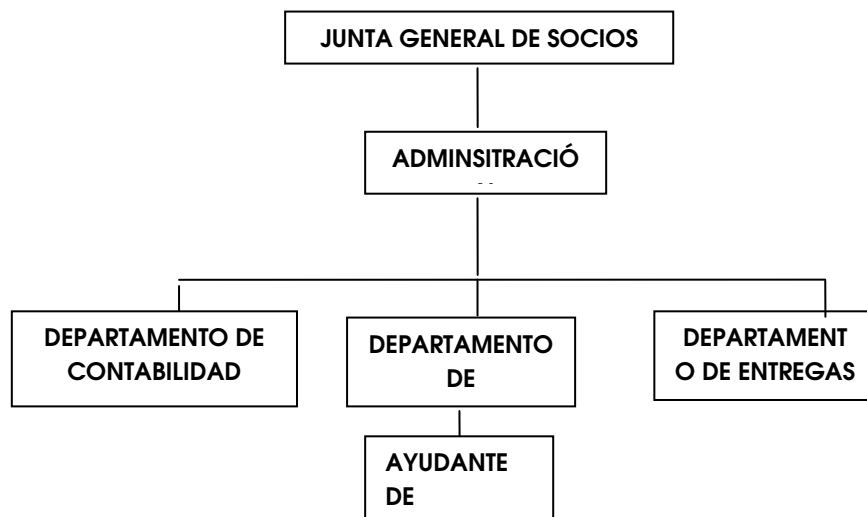 JUNTA GENERAL DE SOCIOS
ADMINSITRACIÓ
DEPARTAMENTO DE
CONTABILIDAD
DEPARTAMENTO
DE
DEPARTAMENT
O DE ENTREGAS
AYUDANTE
DE